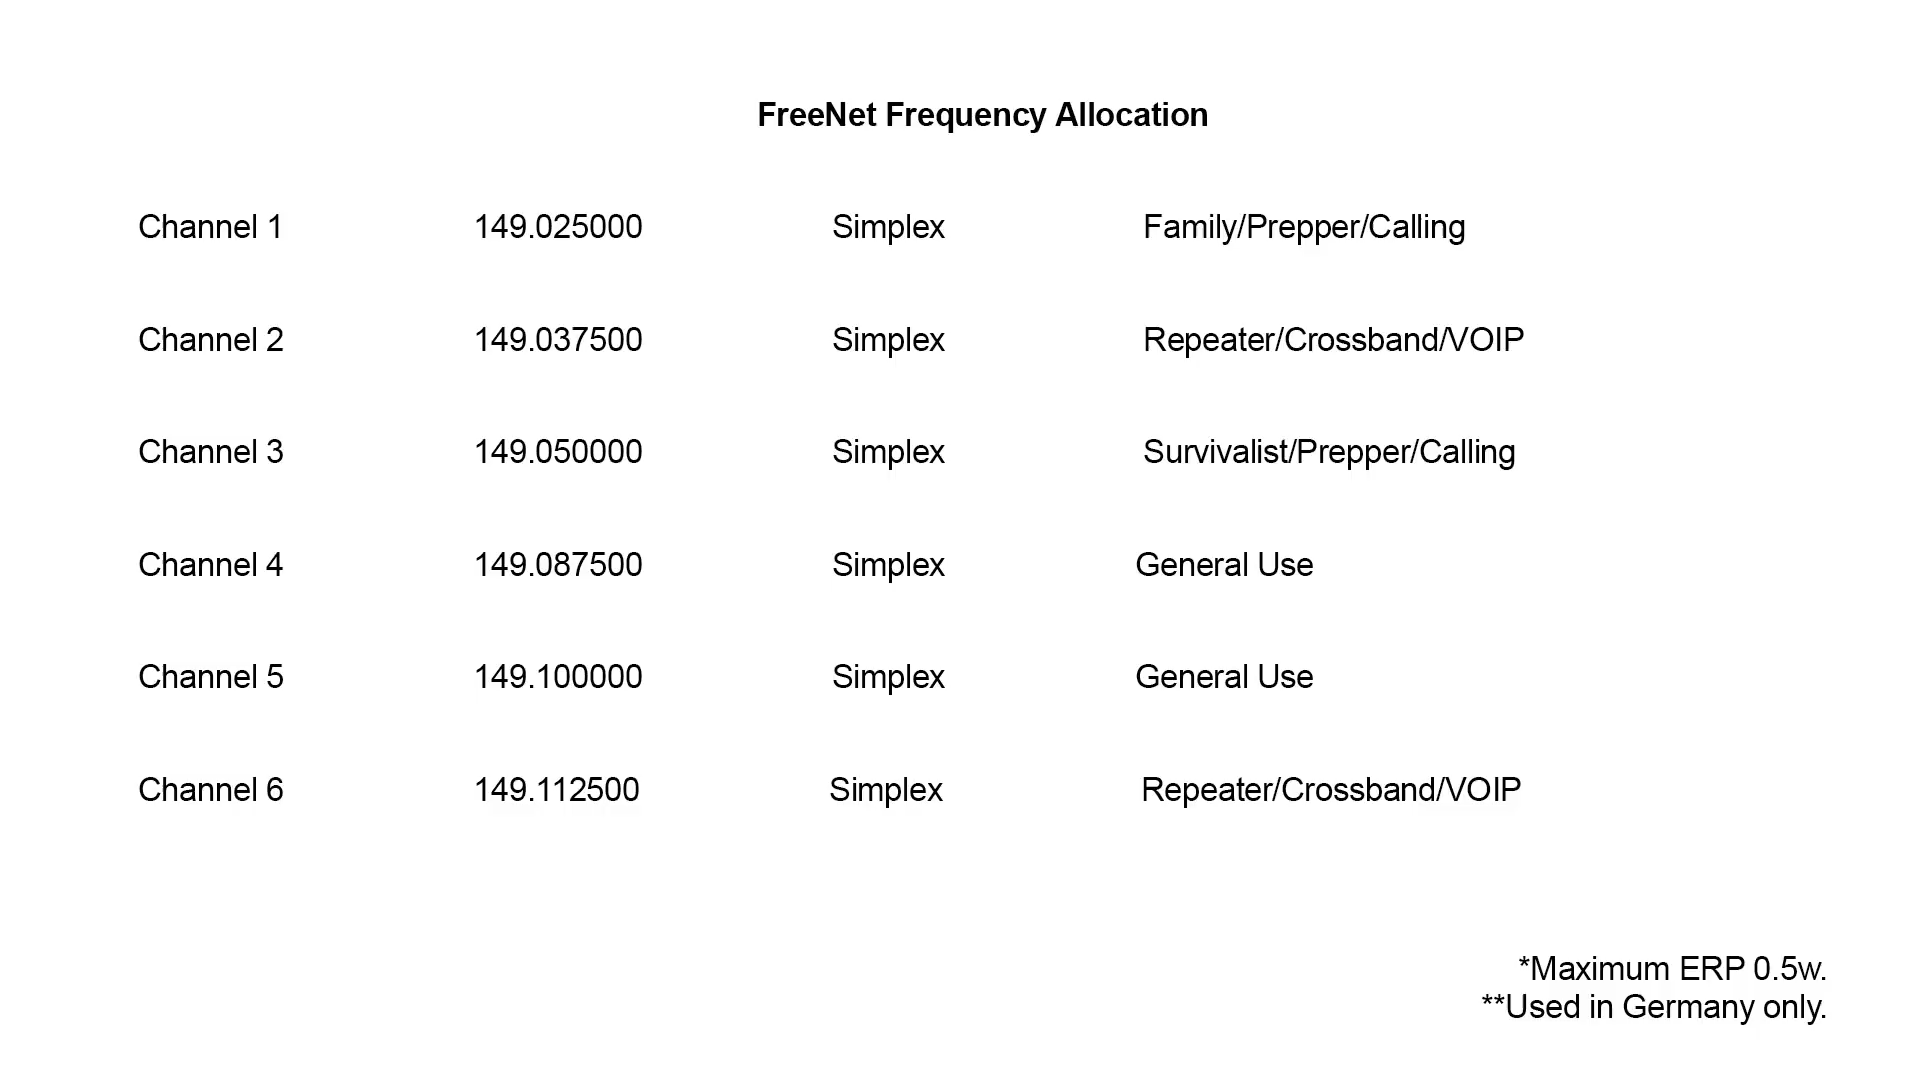 FreeNet Frequency Allocation
Channel 1 149.025000 Simplex Family/Prepper/Calling
Channel 2 149.037500 Simplex Repeater/Crossband/VOIP
Channel 3 149.050000 Simplex Survivalist/Prepper/Calling
Channel 4 149.087500 Simplex General Use
Channel 5 149.100000 Simplex General Use
Channel 6 149.112500 Simplex Repeater/Crossband/VOIP
*Maximum ERP 0.5w.
**Used in Germany only.